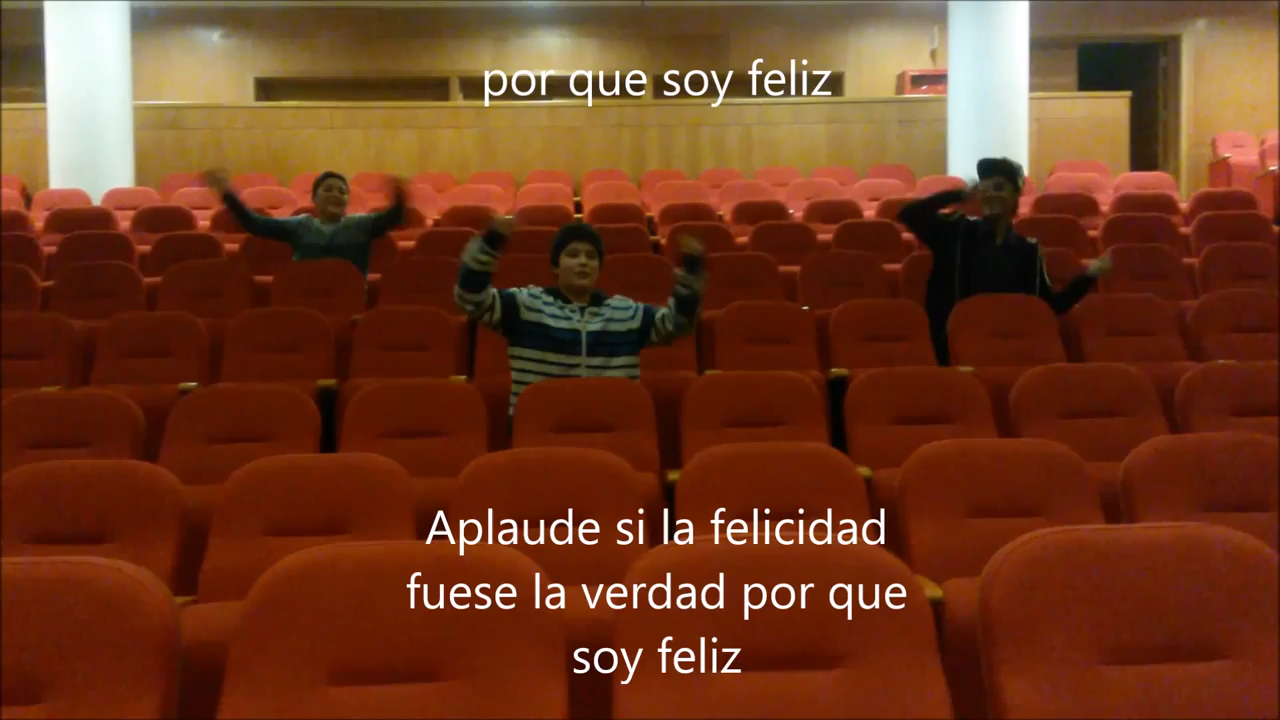 por que soy feliz
Aplaude si la felicidad
fuese la verdad por que
soy feliz